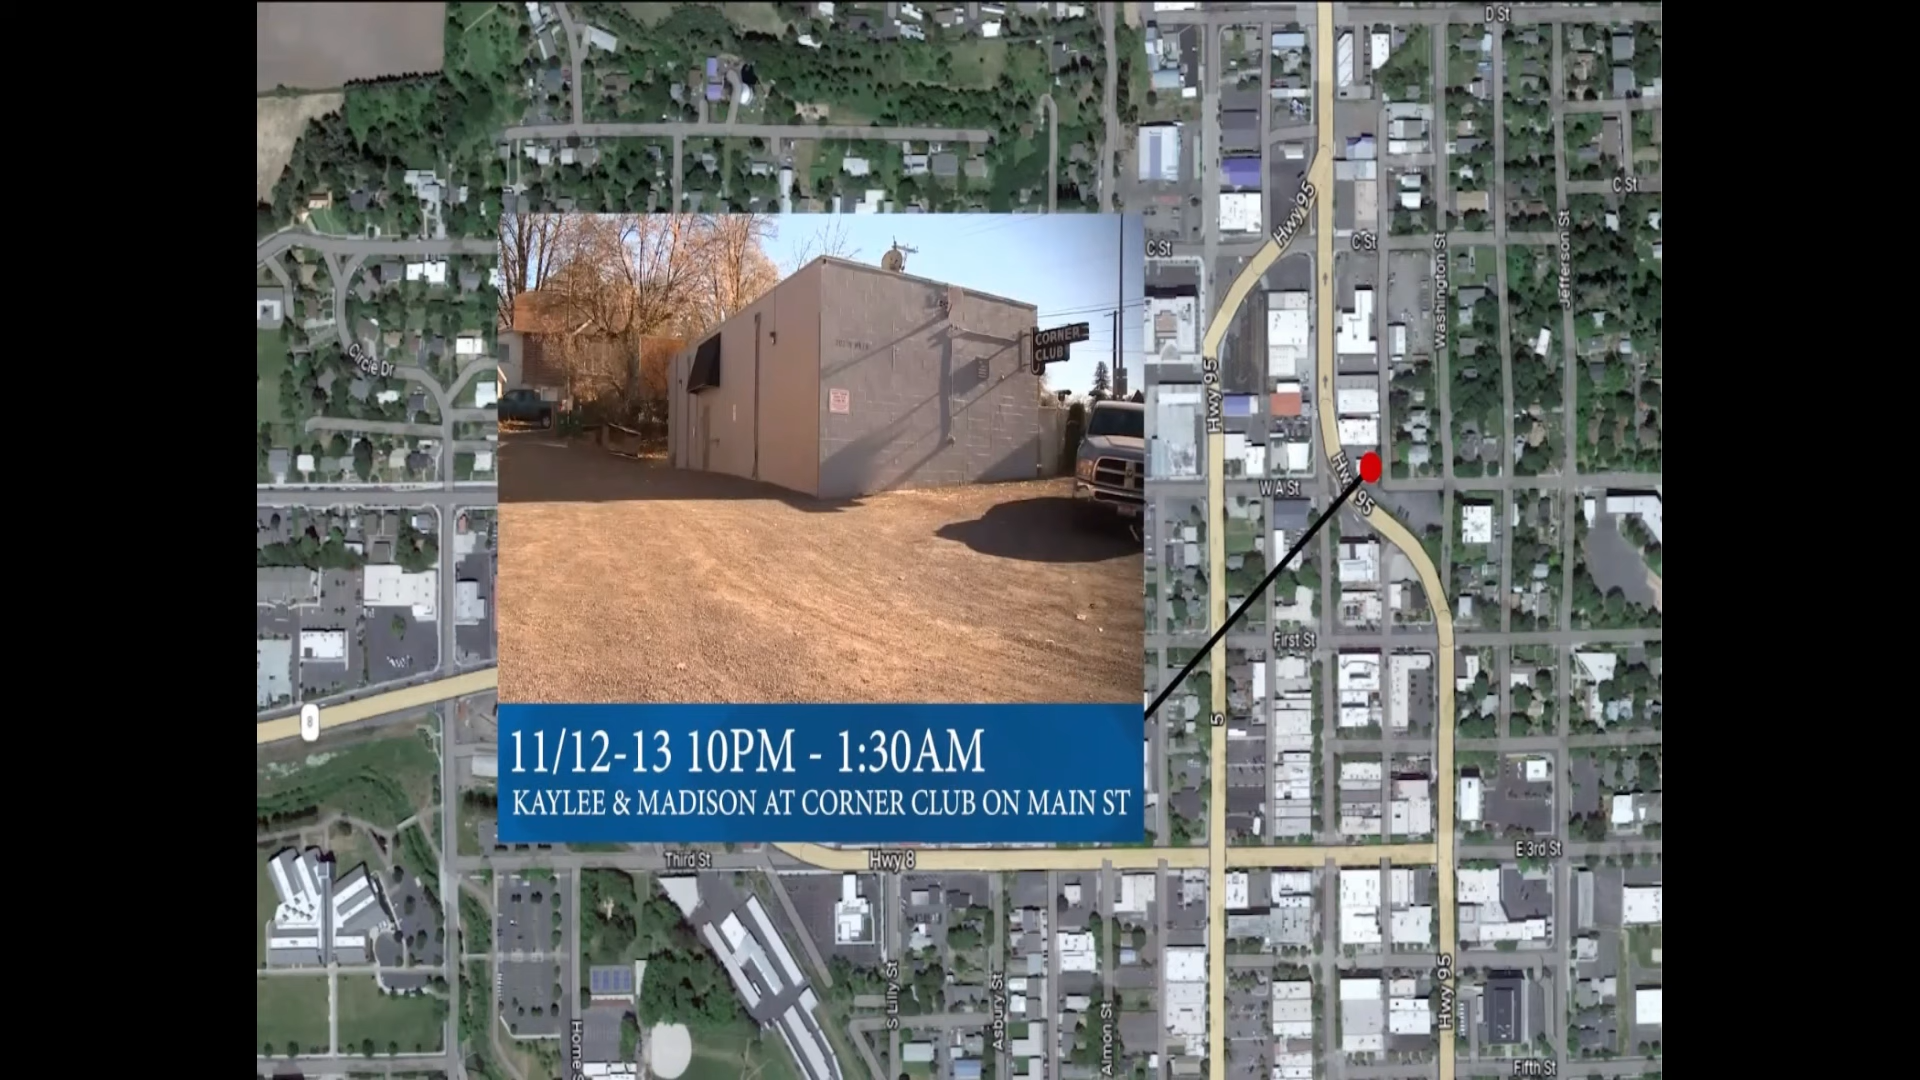 D St
C St
Hwy 95
C St
C St
Washington St
Jefferson St
CORNER
CLUB
Circle Dr
Hwy 95
Hwy 95
W A St
First St
8
5
11/12-13 10PM - 1:30AM
KAYLEE & MADISON AT CORNER CLUB ON MAIN ST
Third St
Hwy 8
E 3rd St
S Lilly St
Asbury St
Almon St
Hwy 95
Home S
Fifth St